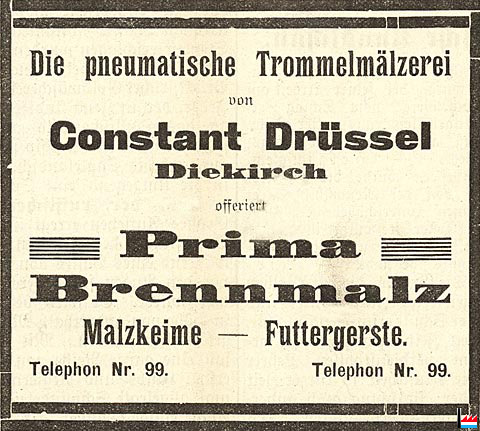 Die pneumatische Trommelmälzerei
von
Constant Drüssel
Diekirch
offeriert
Prima
Brennmalz
Malzkeime — Futtergerste.
Telephon Nr. 99. Telephon Nr. 99.